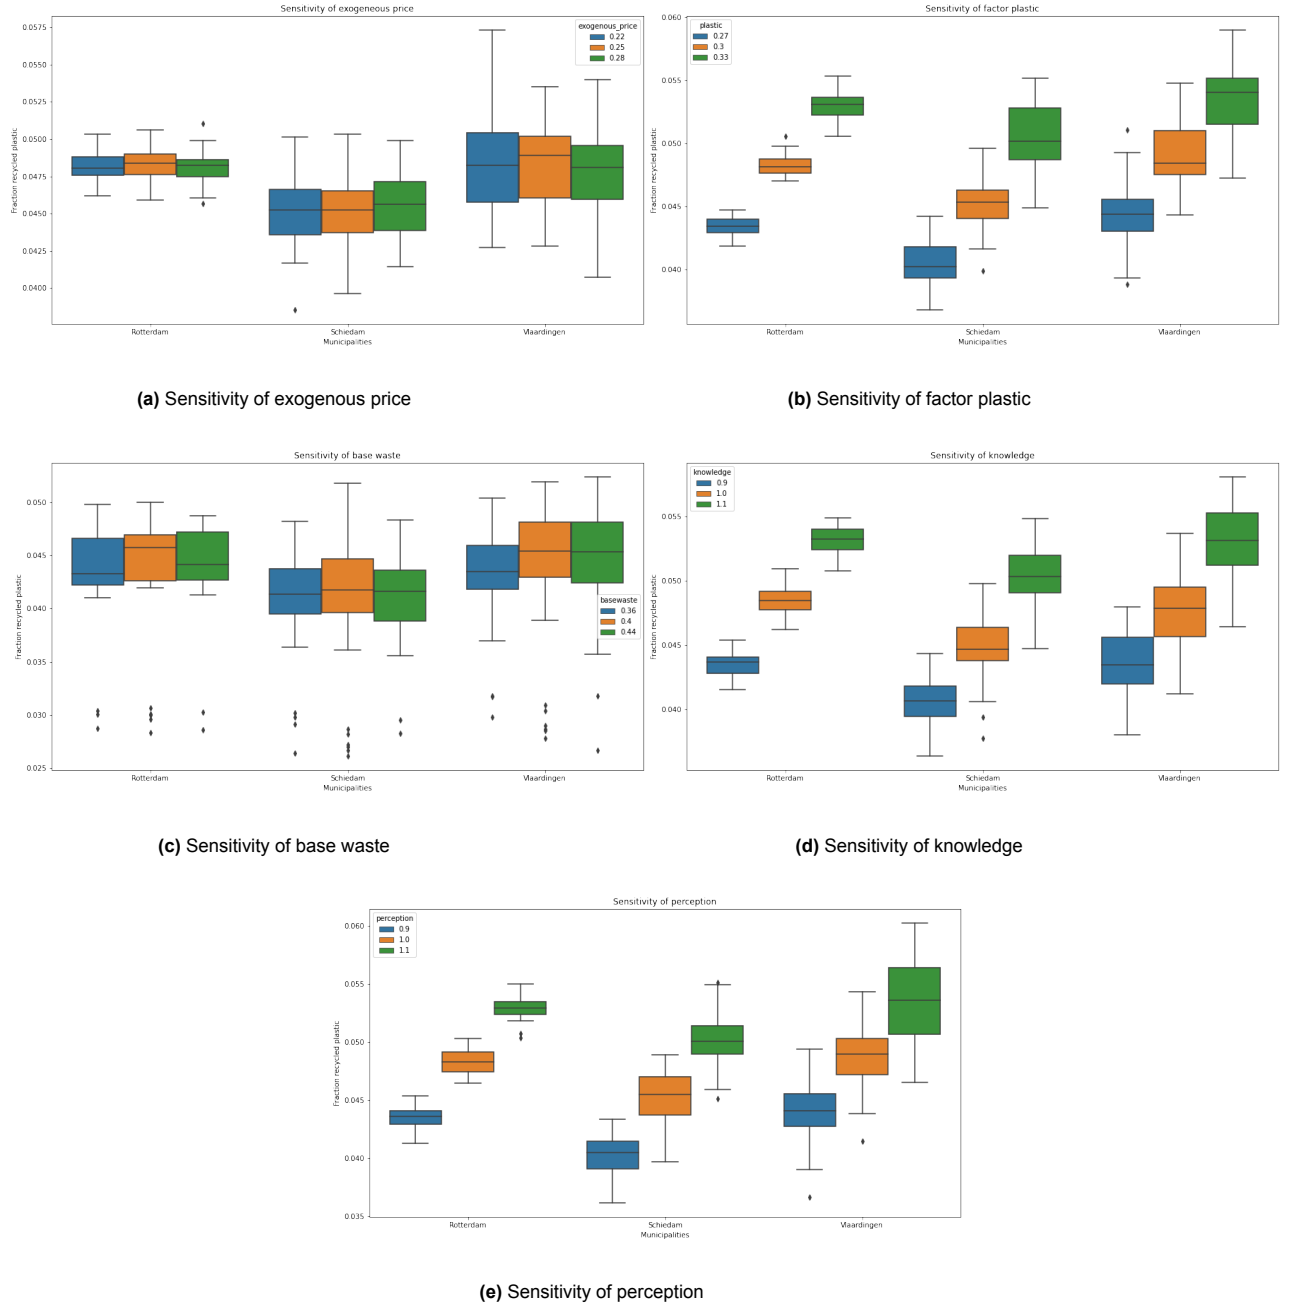 Sensitivity of exogeneous price
exogenous_price
0.22
0.25
0.28
0.0575
0.0550
0.0525
0.0500
0.0475
0.0450
0.0425
0.0400
Fraction recycled plastic
Rotterdam
Schiedam
Vlaardingen
Municipalities
(a) Sensitivity of exogenous price
Sensitivity of factor plastic
plastic
0.27
0.3
0.33
0.060
0.055
0.050
0.045
0.040
Fraction recycled plastic
Rotterdam
Schiedam
Vlaardingen
Municipalities
(b) Sensitivity of factor plastic
Sensitivity of base waste
basewaste
0.36
0.4
0.44
0.050
0.045
0.040
0.035
0.030
0.025
Fraction recycled plastic
Rotterdam
Schiedam
Vlaardingen
Municipalities
(c) Sensitivity of base waste
Sensitivity of knowledge
knowledge
0.9
1.0
1.1
0.055
0.050
0.045
0.040
Fraction recycled plastic
Rotterdam
Schiedam
Vlaardingen
Municipalities
(d) Sensitivity of knowledge
Sensitivity of perception
perception
0.9
1.0
1.1
0.060
0.055
0.050
0.045
0.040
0.035
Fraction recycled plastic
Rotterdam
Schiedam
Vlaardingen
Municipalities
(e) Sensitivity of perception